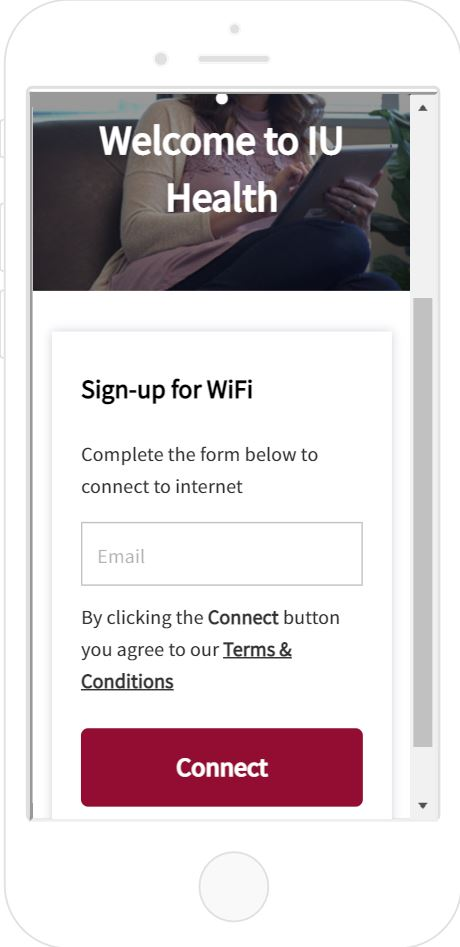 Welcome to IU
Health
Sign-up for WiFi
Complete the form below to
connect to internet
Email
By clicking the Connect button
you agree to our Terms &
Conditions
Connect